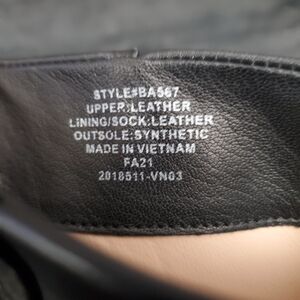 STYLE#BA567
UPPER:LEATHER
LINING/SOCK:LEATHER
OUTSOLE:SYNTHETIC
MADE IN VIETNAM
FA21
2018511-VN03